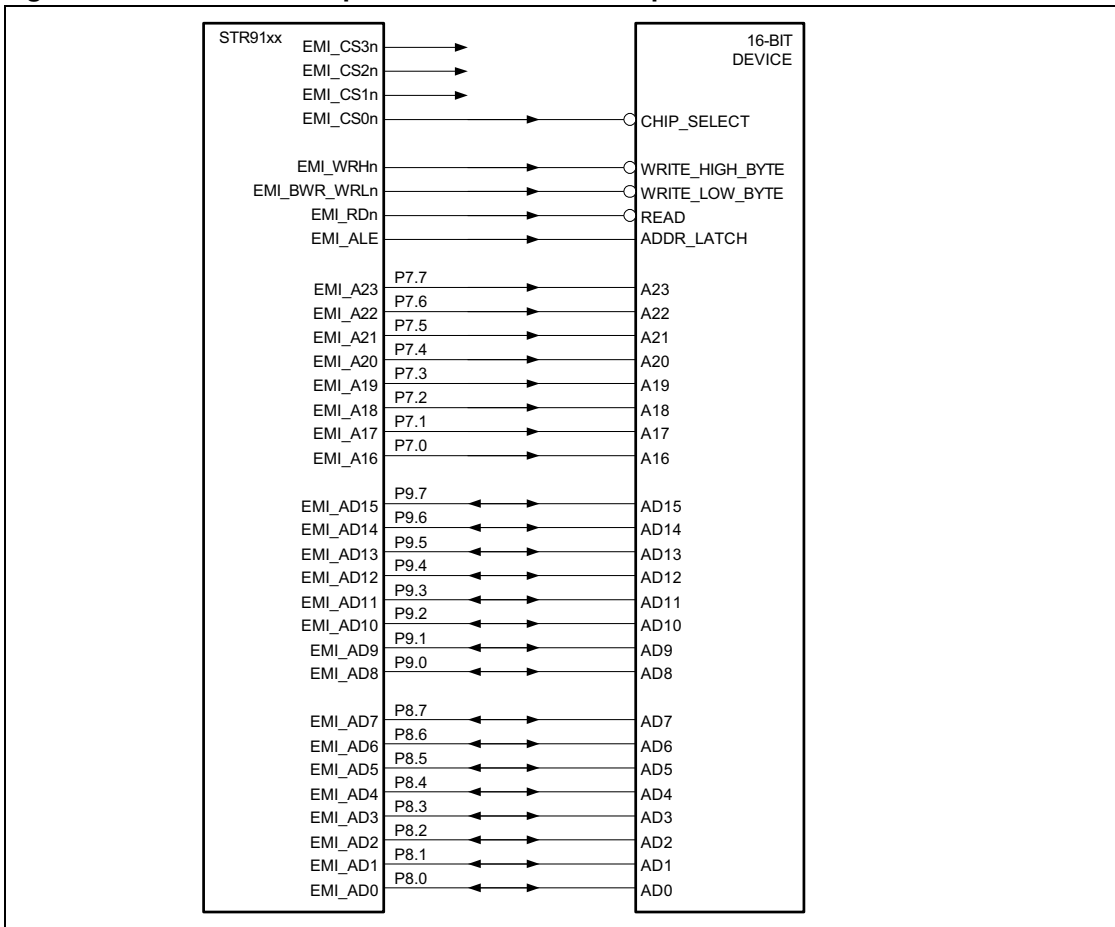 STR91xx
16-BIT
DEVICE
EMI_CS3n
EMI_CS2n
EMI_CS1n
EMI_CS0n CHIP_SELECT
EMI_WRHn WRITE_HIGH_BYTE
EMI_BWR_WRLn WRITE_LOW_BYTE
EMI_RDn READ
EMI_ALE ADDR_LATCH
EMI_A23 P7.7 A23
EMI_A22 P7.6 A22
EMI_A21 P7.5 A21
EMI_A20 P7.4 A20
EMI_A19 P7.3 A19
EMI_A18 P7.2 A18
EMI_A17 P7.1 A17
EMI_A16 P7.0 A16
EMI_AD15 P9.7 AD15
EMI_AD14 P9.6 AD14
EMI_AD13 P9.5 AD13
EMI_AD12 P9.4 AD12
EMI_AD11 P9.3 AD11
EMI_AD10 P9.2 AD10
EMI_AD9 P9.1 AD9
EMI_AD8 P9.0 AD8
EMI_AD7 P8.7 AD7
EMI_AD6 P8.6 AD6
EMI_AD5 P8.5 AD5
EMI_AD4 P8.4 AD4
EMI_AD3 P8.3 AD3
EMI_AD2 P8.2 AD2
EMI_AD1 P8.1 AD1
EMI_AD0 P8.0 AD0